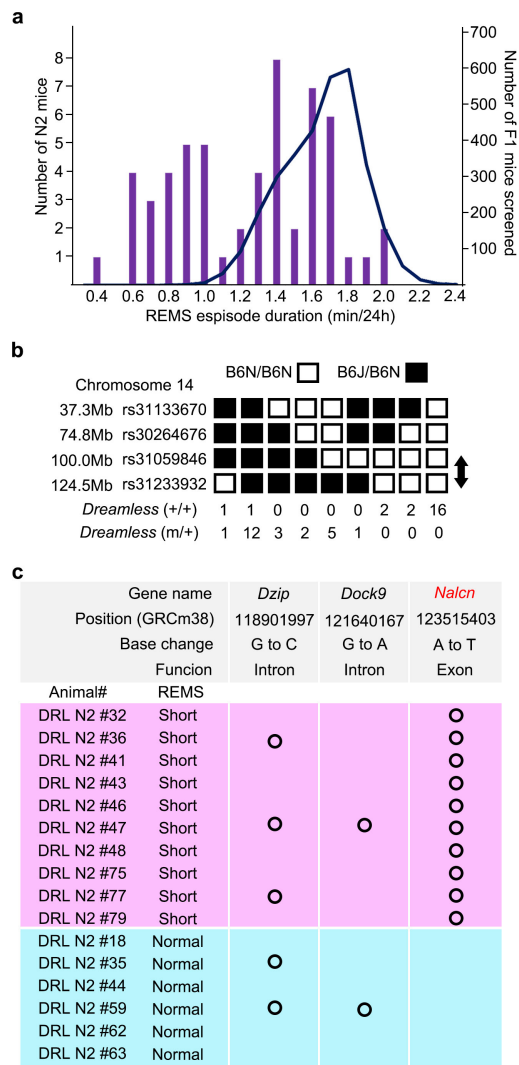 a
Number of N2 mice
8
7
6
5
4
3
2
1
700
600
500
400
300
200
100
Number of F1 mice screened
0.4 0.6 0.8 1.0 1.2 1.4 1.6 1.8 2.0 2.2 2.4
REMS espisode duration (min/24h)
b
B6N/B6N B6J/B6N
Chromosome 14
37.3Mb rs31133670
74.8Mb rs30264676
100.0Mb rs31059846
124.5Mb rs31233932
Dreamless (+/+) 1 1 0 0 0 0 2 2 16
Dreamless (m/+) 1 12 3 2 5 1 0 0 0
c
Gene name Dzip Dock9 Nalcn
Position (GRCm38) 118901997 121640167 123515403
Base change G to C G to A A to T
Funcion Intron Intron Exon
Animal# REMS
DRL N2 #32 Short
DRL N2 #36 Short
DRL N2 #41 Short
DRL N2 #43 Short
DRL N2 #46 Short
DRL N2 #47 Short
DRL N2 #48 Short
DRL N2 #75 Short
DRL N2 #77 Short
DRL N2 #79 Short
DRL N2 #18 Normal
DRL N2 #35 Normal
DRL N2 #44 Normal
DRL N2 #59 Normal
DRL N2 #62 Normal
DRL N2 #63 Normal